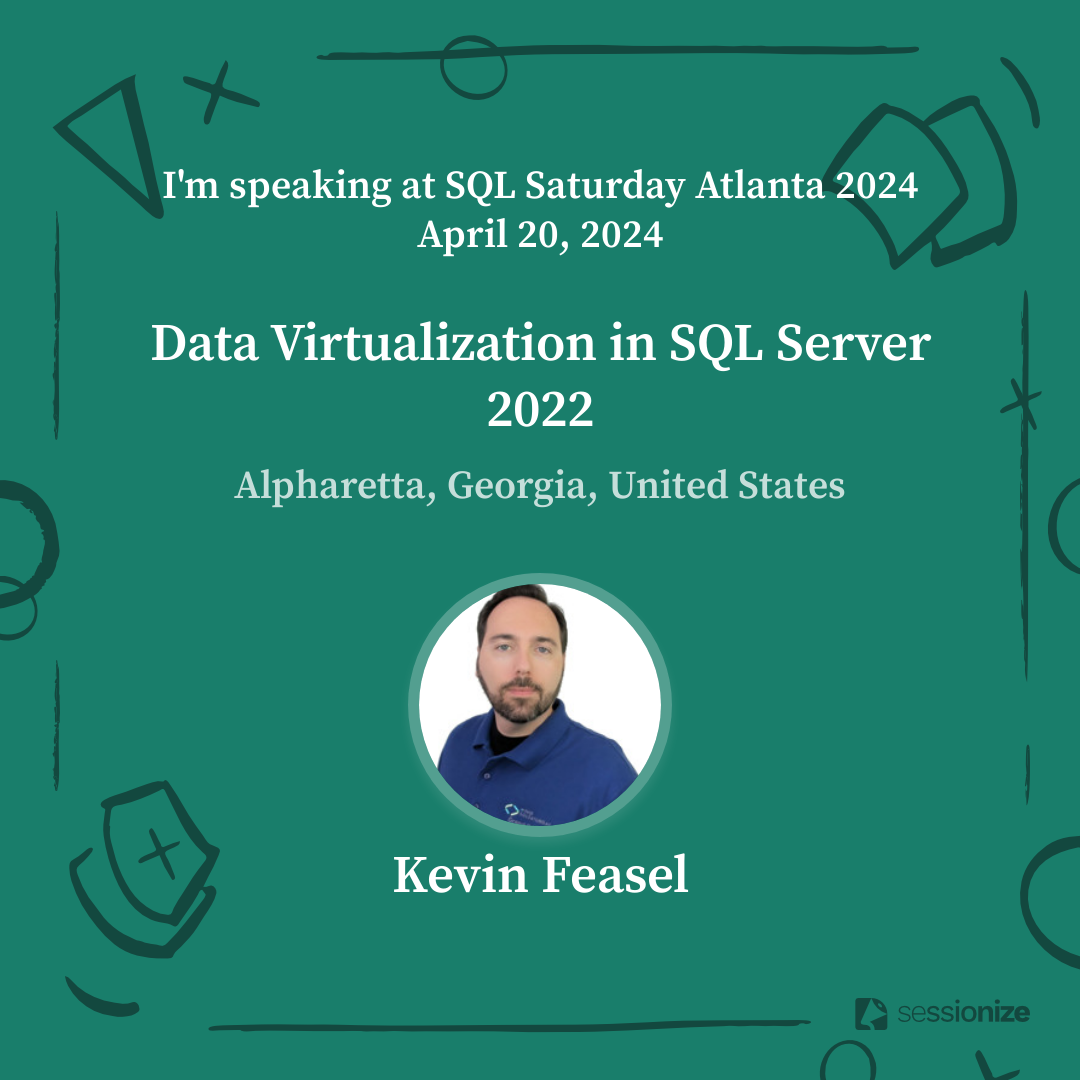 I'm speaking at SQL Saturday Atlanta 2024
April 20, 2024
Data Virtualization in SQL Server
2022
Alpharetta, Georgia, United States
Kevin Feasel
sessionize